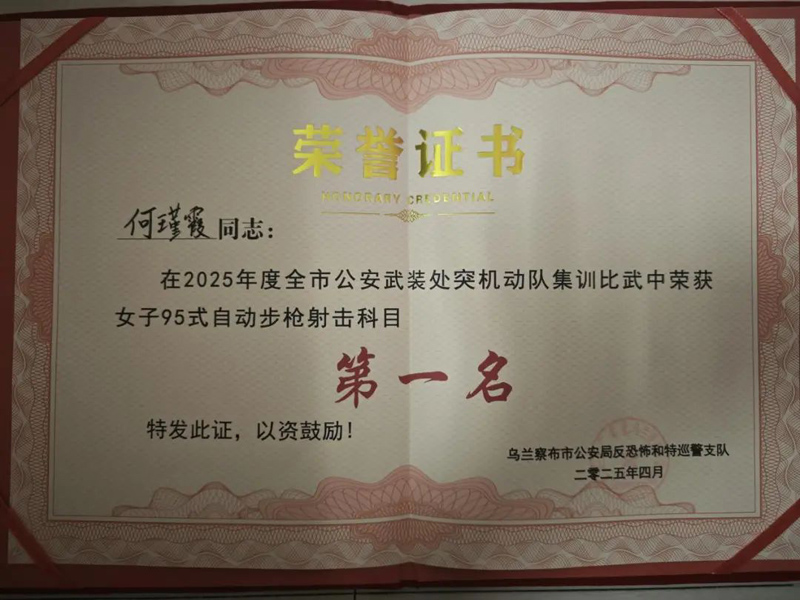 荣誉证书
HONORARY CREDENTIAL
何瑾霞同志：
在2025年度全市公安武装处突机动队集训比武中荣获
女子95式自动步枪射击科目
第一名
特发此证，以资鼓励！
乌兰察布市公安局反恐怖和特巡警支队
二零二五年四月